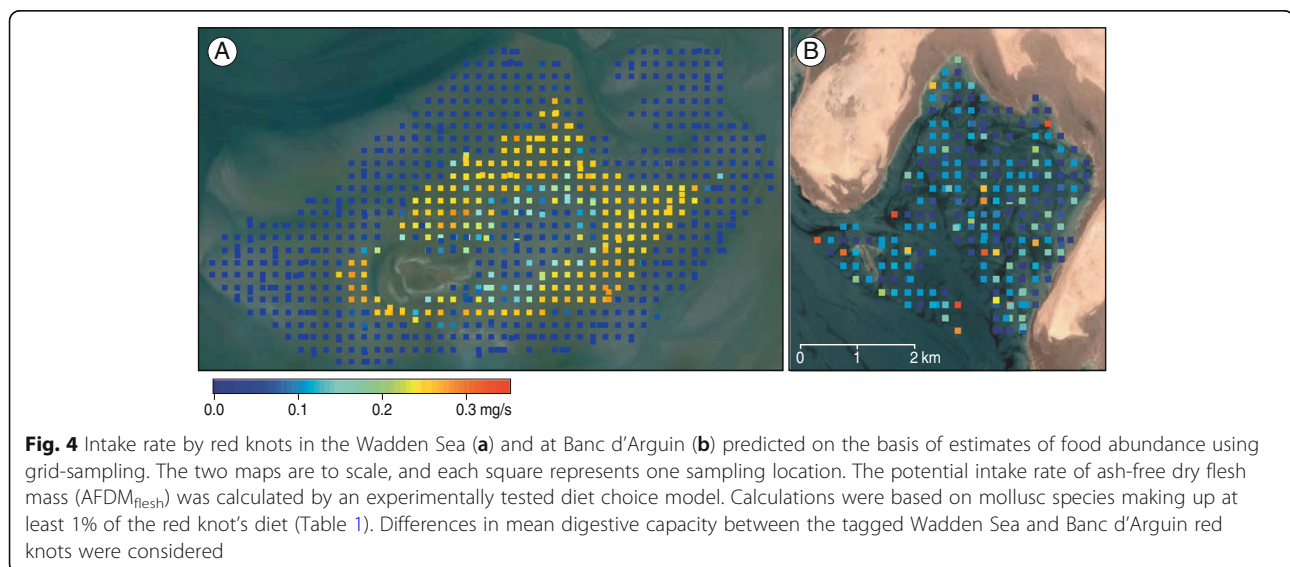 A
B
0 1 2 km
0.0 0.1 0.2 0.3 mg/s
Fig. 4 Intake rate by red knots in the Wadden Sea (a) and at Banc d'Arguin (b) predicted on the basis of estimates of food abundance using
grid-sampling. The two maps are to scale, and each square represents one sampling location. The potential intake rate of ash-free dry flesh
mass (AFDMflesh) was calculated by an experimentally tested diet choice model. Calculations were based on mollusc species making up at
least 1% of the red knot's diet (Table 1). Differences in mean digestive capacity between the tagged Wadden Sea and Banc d'Arguin red
knots were considered